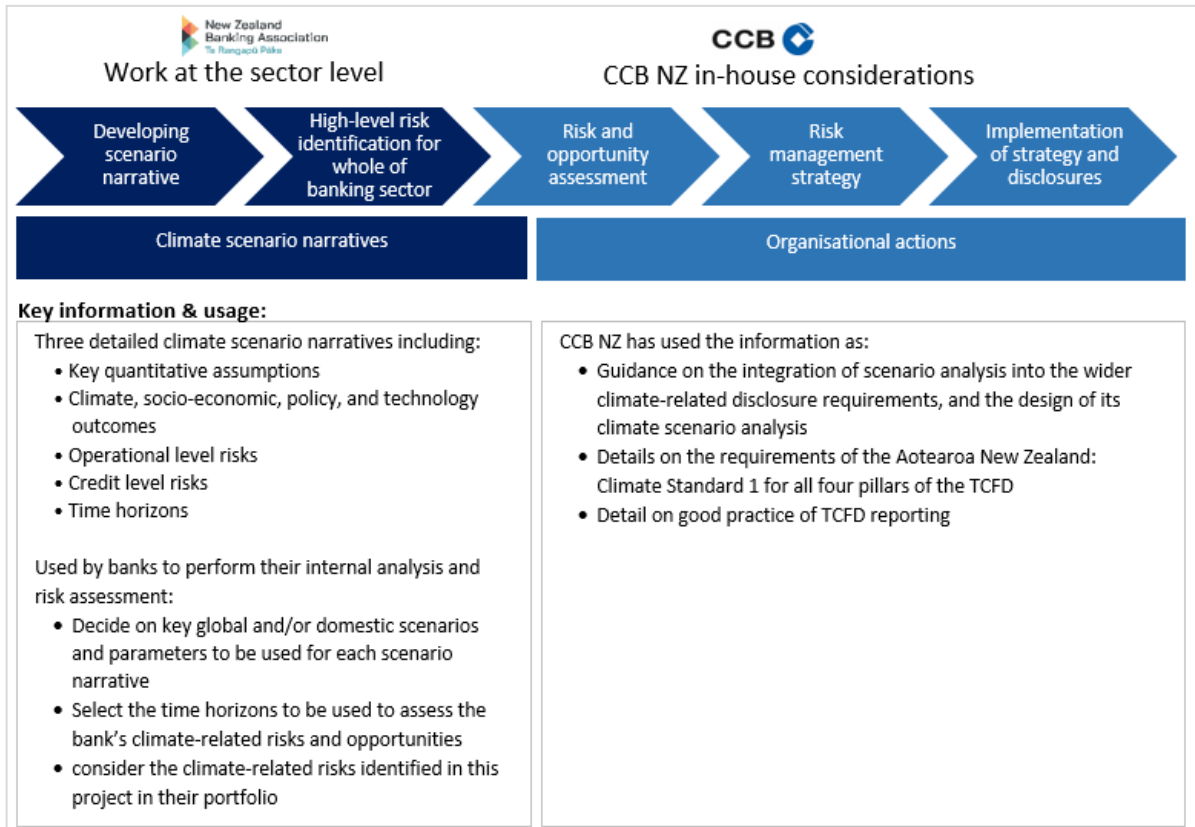 New Zealand
Banking Association
Te Rangapū Pēke
CCB
Work at the sector level
CCB NZ in-house considerations
Developing
scenario
narrative
High-level risk
identification for
whole of
banking sector
Risk and
opportunity
assessment
Risk
management
strategy
Implementation
of strategy and
disclosures
Climate scenario narratives
Organisational actions
Key information & usage:
Three detailed climate scenario narratives including:
• Key quantitative assumptions
• Climate, socio-economic, policy, and technology
outcomes
• Operational level risks
• Credit level risks
• Time horizons
Used by banks to perform their internal analysis and
risk assessment:
• Decide on key global and/or domestic scenarios
and parameters to be used for each scenario
narrative
• Select the time horizons to be used to assess the
bank's climate-related risks and opportunities
• consider the climate-related risks identified in this
project in their portfolio
CCB NZ has used the information as:
• Guidance on the integration of scenario analysis into the wider
climate-related disclosure requirements, and the design of its
climate scenario analysis
• Details on the requirements of the Aotearoa New Zealand:
Climate Standard 1 for all four pillars of the TCFD
• Detail on good practice of TCFD reporting